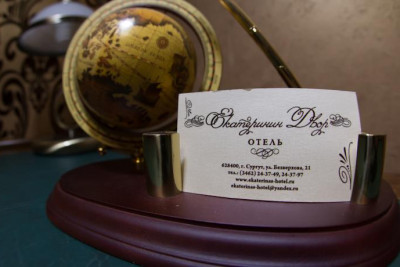 Екатеринин Двор
ОТЕЛЬ
628400, г. Сургут, ул. Безверхова, 21
тел.: (3462) 24-37-49, 24-37-97
www.ekaterinas-hotel.ru
ekaterinas-hotel@yandex.ru